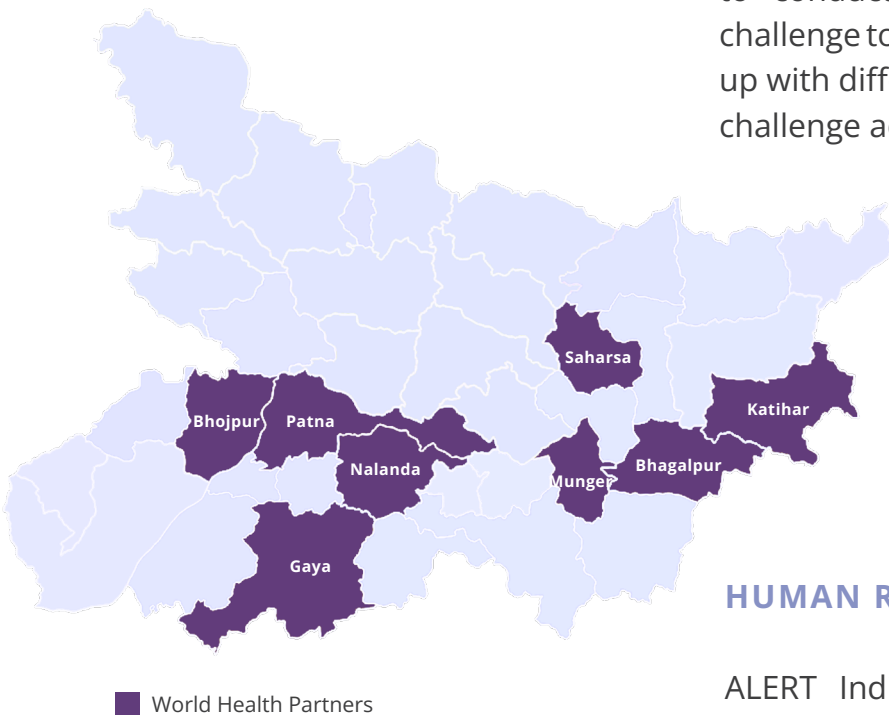 challenge to
up with diff
challenge a
Saharsa
Katihar
Bhojpur
Patna
Nalanda
Bhagalpur
Munger
Gaya
HUMAN R
ALERT Ind
World Health Partners